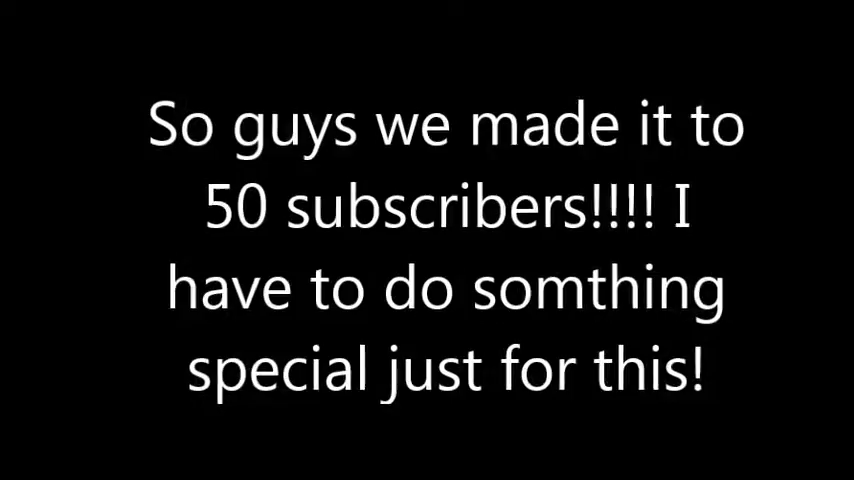 So guys we made it to
50 subscribers!!!! I
have to do somthing
special just for this!